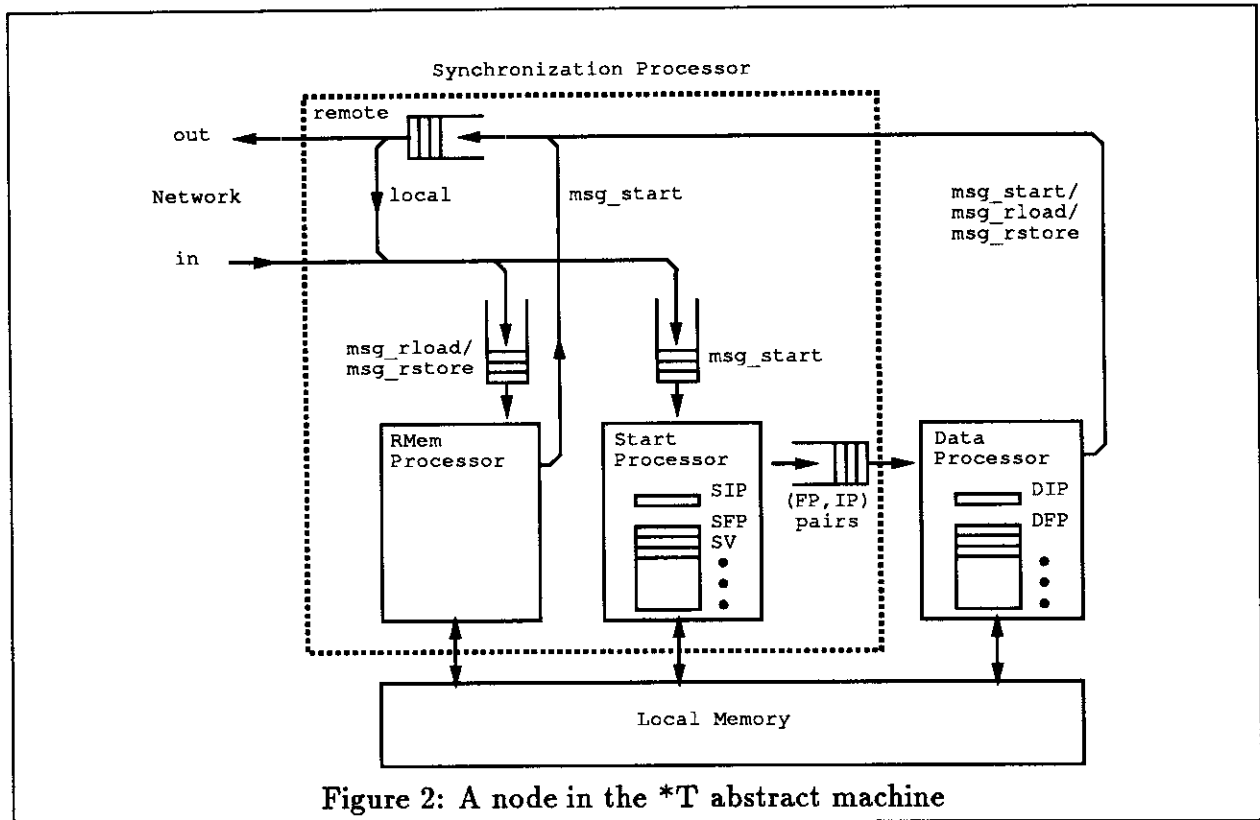 Synchronization Processor
remote
out
local
msg_start
Network
msg_start/
msg_rload/
msg_rstore
in
msg_rload/
msg_rstore
msg_start
RMem
Processor
Start
Processor
SIP
SFP
SV
(FP, IP)
pairs
Data
Processor
DIP
DFP
Local Memory
Figure 2: A node in the *T abstract machine